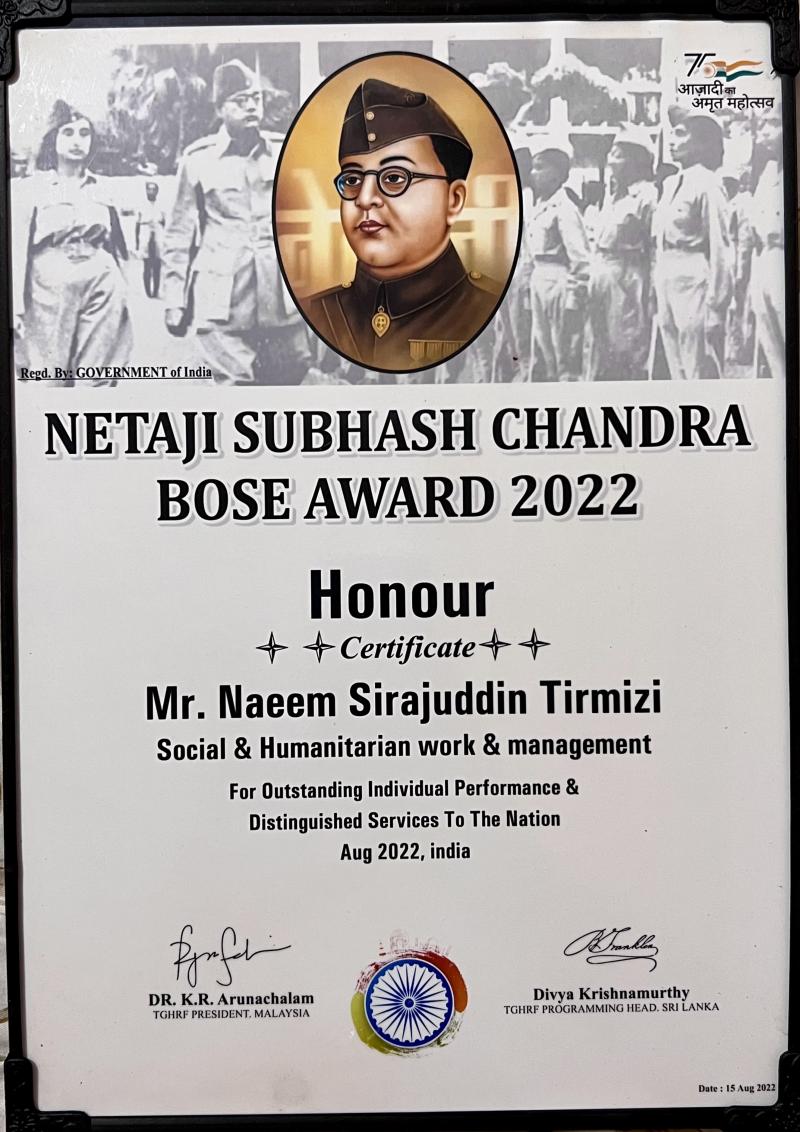 75
आज़ादी का
अमृत महोत्सव
Regd. By: GOVERNMENT of India
NETAJI SUBHASH CHANDRA
BOSE AWARD 2022
Honour
Certificate
Mr. Naeem Sirajuddin Tirmizi
Social & Humanitarian work & management
For Outstanding Individual Performance &
Distinguished Services To The Nation
Aug 2022, india
DR. K.R. Arunachalam
TGHRF PRESIDENT. MALAYSIA
Divya Krishnamurthy
TGHRF PROGRAMMING HEAD. SRI LANKA
Date : 15 Aug 2022